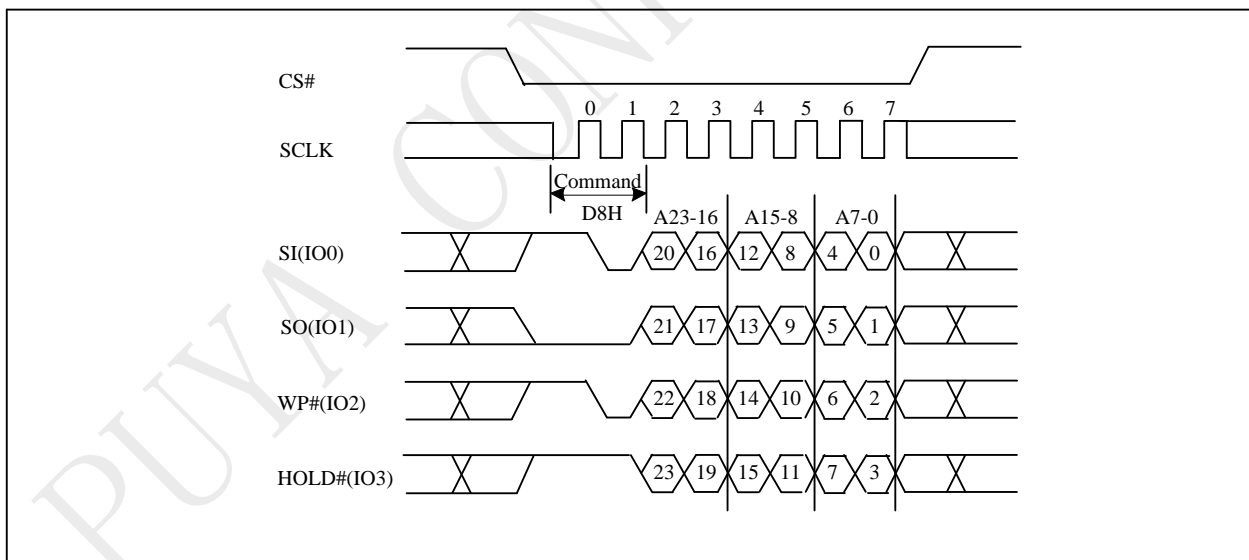 PUYA CONF
CS#
0 1 2 3 4 5 6 7
SCLK
Command
D8H
A23-16 A15-8 A7-0
SI(IO0)
20 16 12 8 4 0
SO(IO1)
21 17 13 9 5 1
WP#(IO2)
22 18 14 10 6 2
HOLD#(IO3)
23 19 15 11 7 3